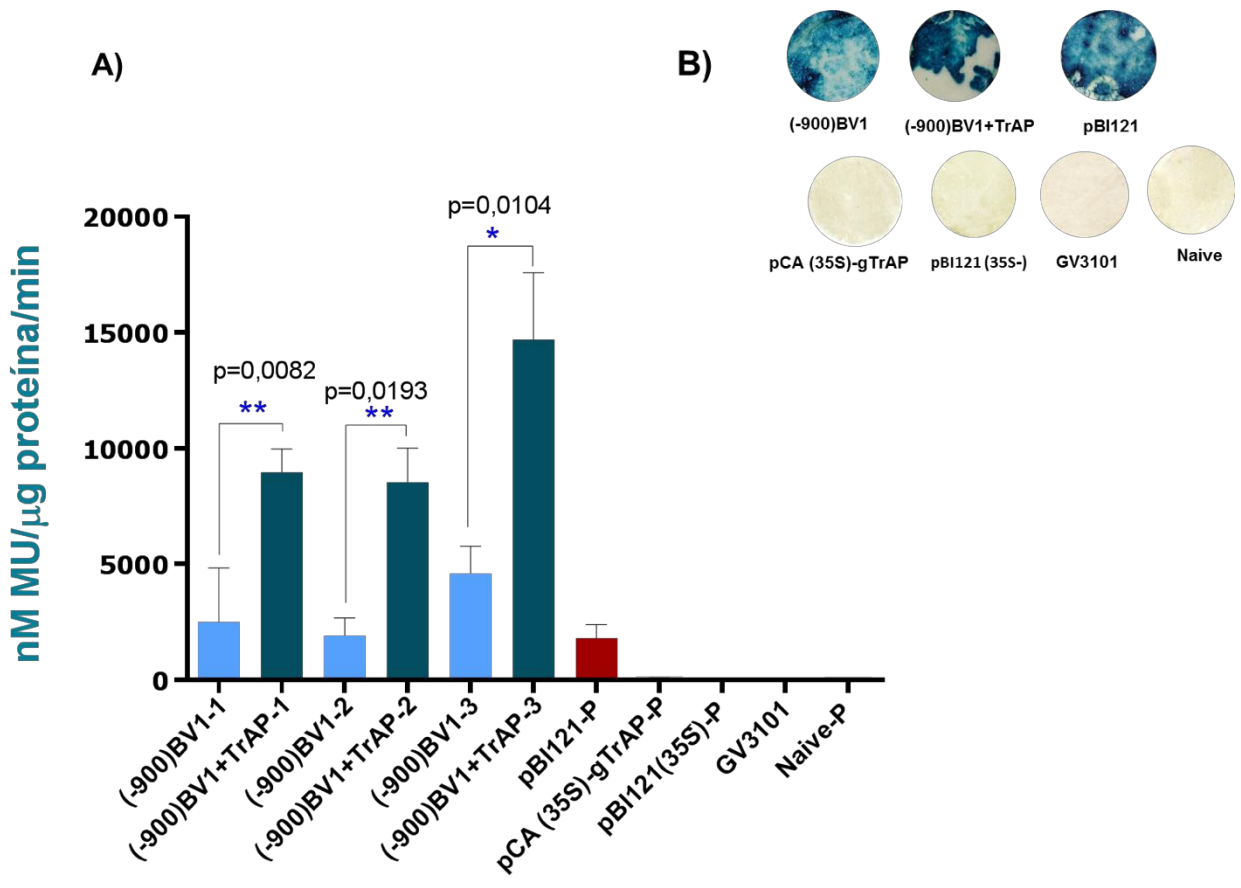 A)
B)
(-900)BV1
(-900)BV1+TrAP
pBI121
pCA (35S)-gTrAP
pBI121(35S-)
GV3101
Naive
nM MU/µg proteína/min
20000
15000
10000
5000
0
p=0,0082
**
p=0,0193
**
p=0,0104
*
(-900)BV1-1
(-900)BV1+TrAP-1
(-900)BV1-2
(-900)BV1+TrAP-2
(-900)BV1-3
(-900)BV1+TrAP-3
pBI121-P
pCA (35S)-gTrAP-P
pBI121(35S)-P
GV3101
Naive-P